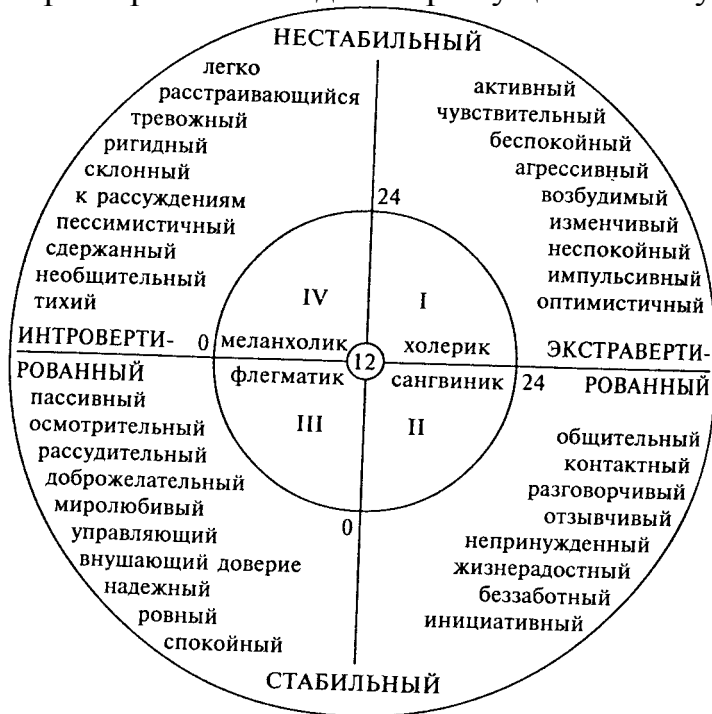 НЕСТАБИЛЬНЫЙ
легко
расстраивающийся
тревожный
ригидный
склонный
к рассуждениям
пессимистичный
сдержанный
необщительный
тихий
активный
чувствительный
беспокойный
агрессивный
возбудимый
изменчивый
неспокойный
импульсивный
оптимистичный
24
IV
I
ИНТРОВЕРТИ-
0
меланхолик
холерик
ЭКСТРАВЕРТИ-
12
РОВАННЫЙ
флегматик
сангвиник
24
РОВАННЫЙ
III
II
пассивный
осмотрительный
рассудительный
доброжелательный
миролюбивый
управляющий
внушающий доверие
надежный
ровный
спокойный
общительный
контактный
разговорчивый
отзывчивый
непринужденный
жизнерадостный
беззаботный
инициативный
0
СТАБИЛЬНЫЙ